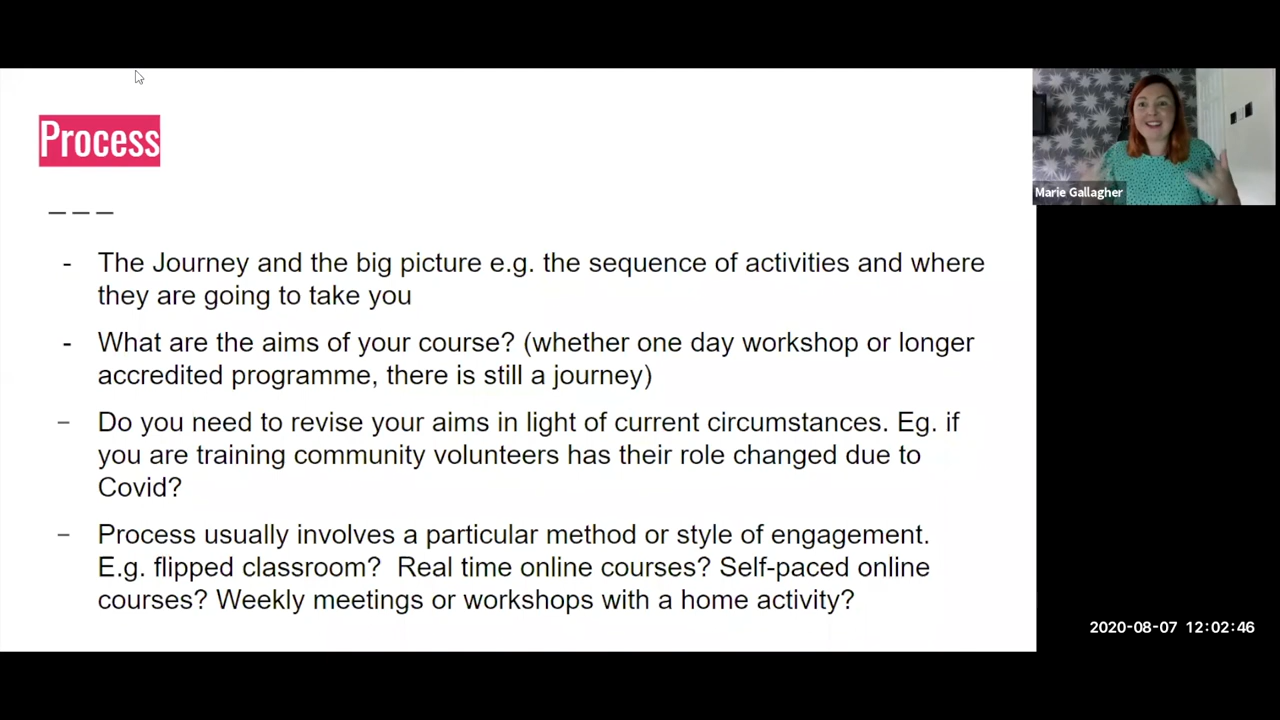 Process
- The Journey and the big picture e.g. the sequence of activities and where
they are going to take you
- What are the aims of your course? (whether one day workshop or longer
accredited programme, there is still a journey)
– Do you need to revise your aims in light of current circumstances. Eg. if
you are training community volunteers has their role changed due to
Covid?
– Process usually involves a particular method or style of engagement.
E.g. flipped classroom?  Real time online courses? Self-paced online
courses? Weekly meetings or workshops with a home activity?
Marie Gallagher
2020-08-07 12:02:46